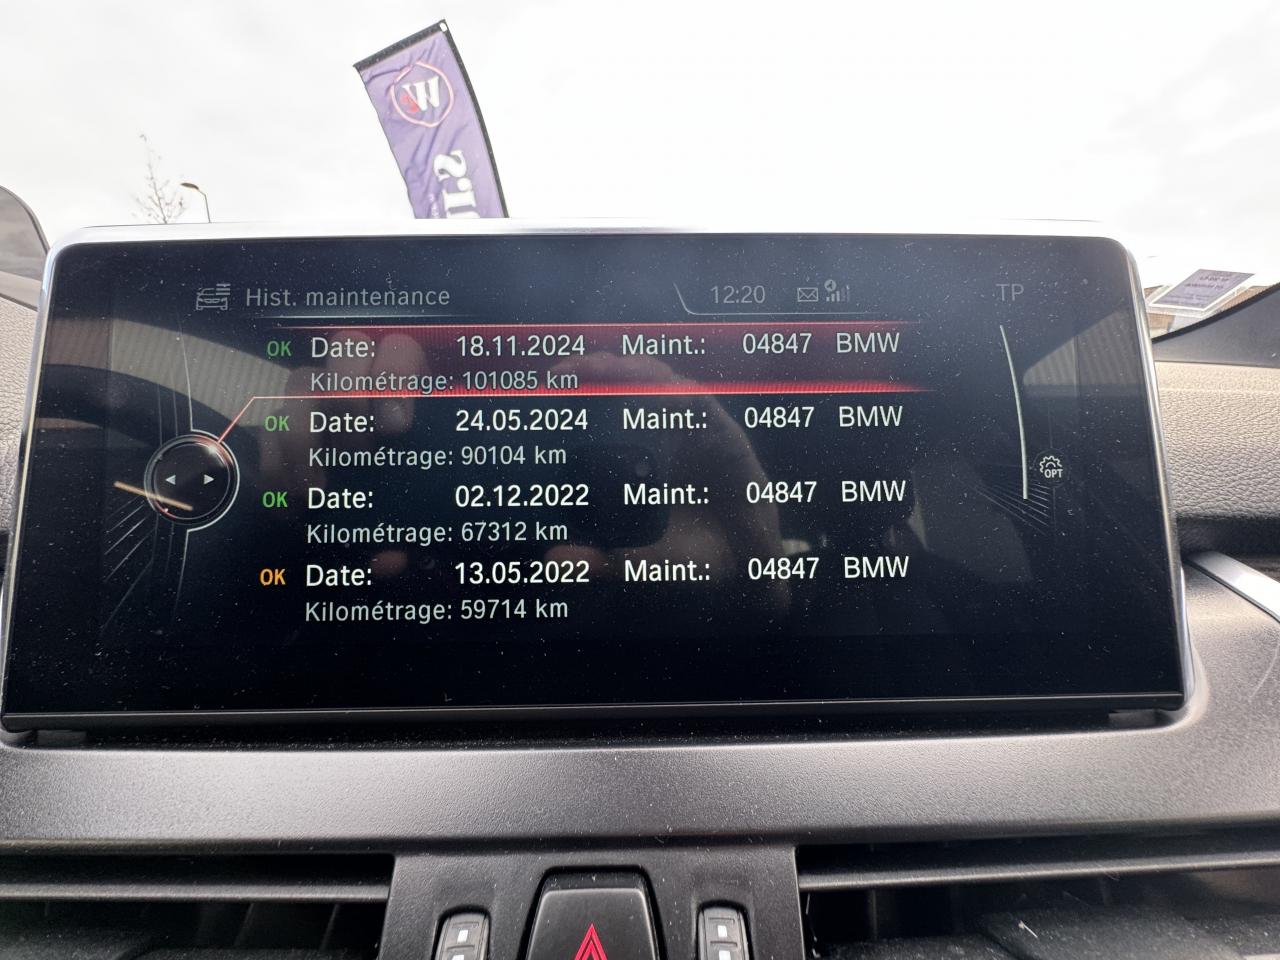 Hist. maintenance 12:20 TP
OK Date: 18.11.2024 Maint.: 04847 BMW
Kilométrage: 101085 km
OK Date: 24.05.2024 Maint.: 04847 BMW
Kilométrage: 90104 km
OK Date: 02.12.2022 Maint.: 04847 BMW
Kilométrage: 67312 km
OK Date: 13.05.2022 Maint.: 04847 BMW
Kilométrage: 59714 km
OPT